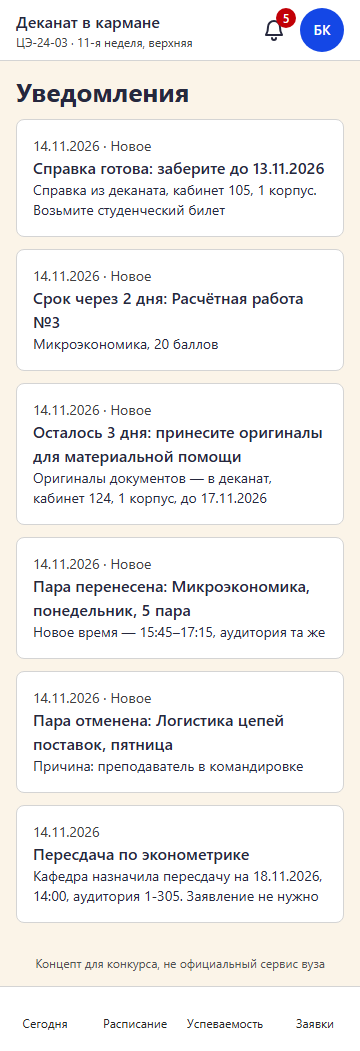 Деканат в кармане
ЦЭ-24-03 · 11-я неделя, верхняя
5
БК
Уведомления
14.11.2026 · Новое
Справка готова: заберите до 13.11.2026
Справка из деканата, кабинет 105, 1 корпус.
Возьмите студенческий билет
14.11.2026 · Новое
Срок через 2 дня: Расчётная работа
№3
Микроэкономика, 20 баллов
14.11.2026 · Новое
Осталось 3 дня: принесите оригиналы
для материальной помощи
Оригиналы документов — в деканат,
кабинет 124, 1 корпус, до 17.11.2026
14.11.2026 · Новое
Пара перенесена: Микроэкономика,
понедельник, 5 пара
Новое время — 15:45–17:15, аудитория та же
14.11.2026 · Новое
Пара отменена: Логистика цепей
поставок, пятница
Причина: преподаватель в командировке
14.11.2026
Пересдача по эконометрике
Кафедра назначила пересдачу на 18.11.2026,
14:00, аудитория 1-305. Заявление не нужно
Концепт для конкурса, не официальный сервис вуза
Сегодня
Расписание
Успеваемость
Заявки